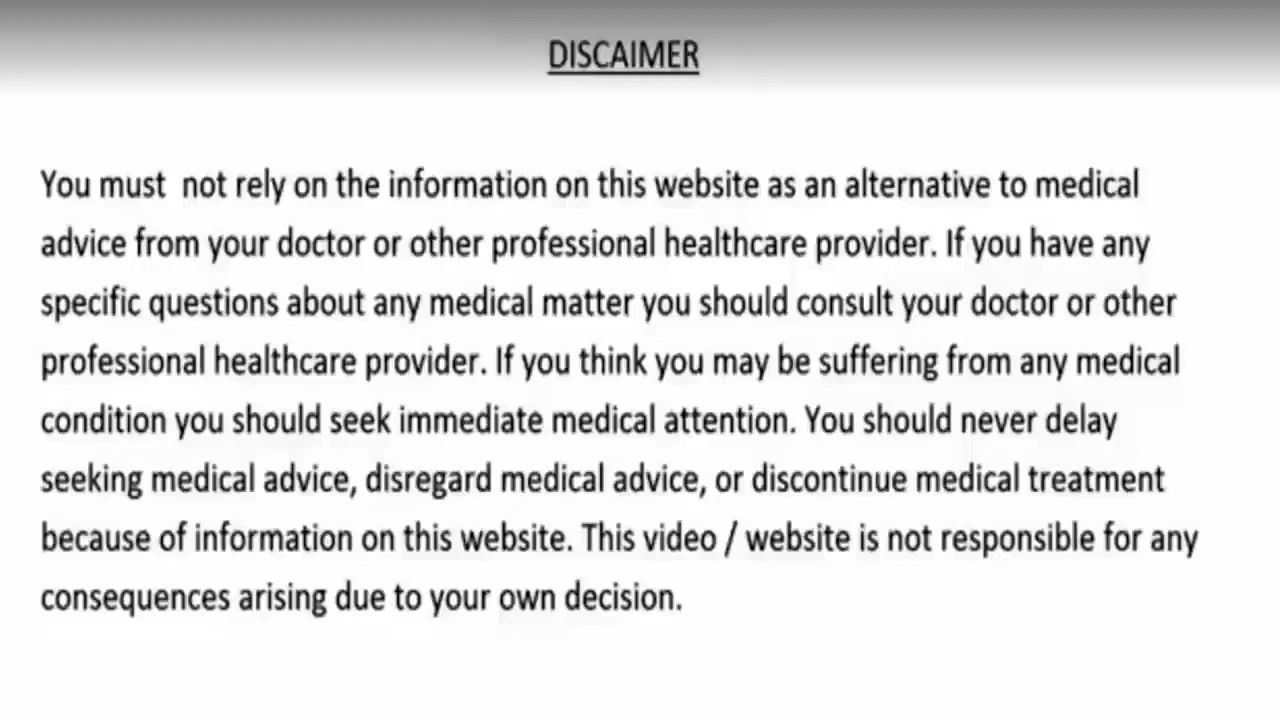 DISCAIMER
You must  not rely on the information on this website as an alternative to medical
advice from your doctor or other professional healthcare provider. If you have any
specific questions about any medical matter you should consult your doctor or other
professional healthcare provider. If you think you may be suffering from any medical
condition you should seek immediate medical attention. You should never delay
seeking medical advice, disregard medical advice, or discontinue medical treatment
because of information on this website. This video / website is not responsible for any
consequences arising due to your own decision.